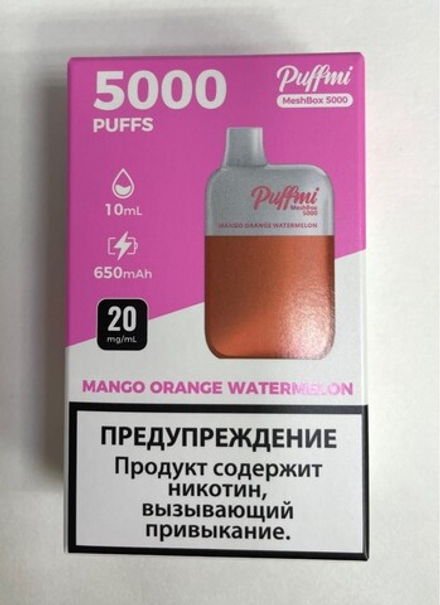 5000
PUFFS
Puffmi
MeshBox 5000
10mL
650mAh
20
mg/mL
Puffmi
MeshBox
5000
MANGO ORANGE WATERMELON
MANGO ORANGE WATERMELON
ПРЕДУПРЕЖДЕНИЕ
Продукт содержит
никотин,
вызывающий
привыкание.